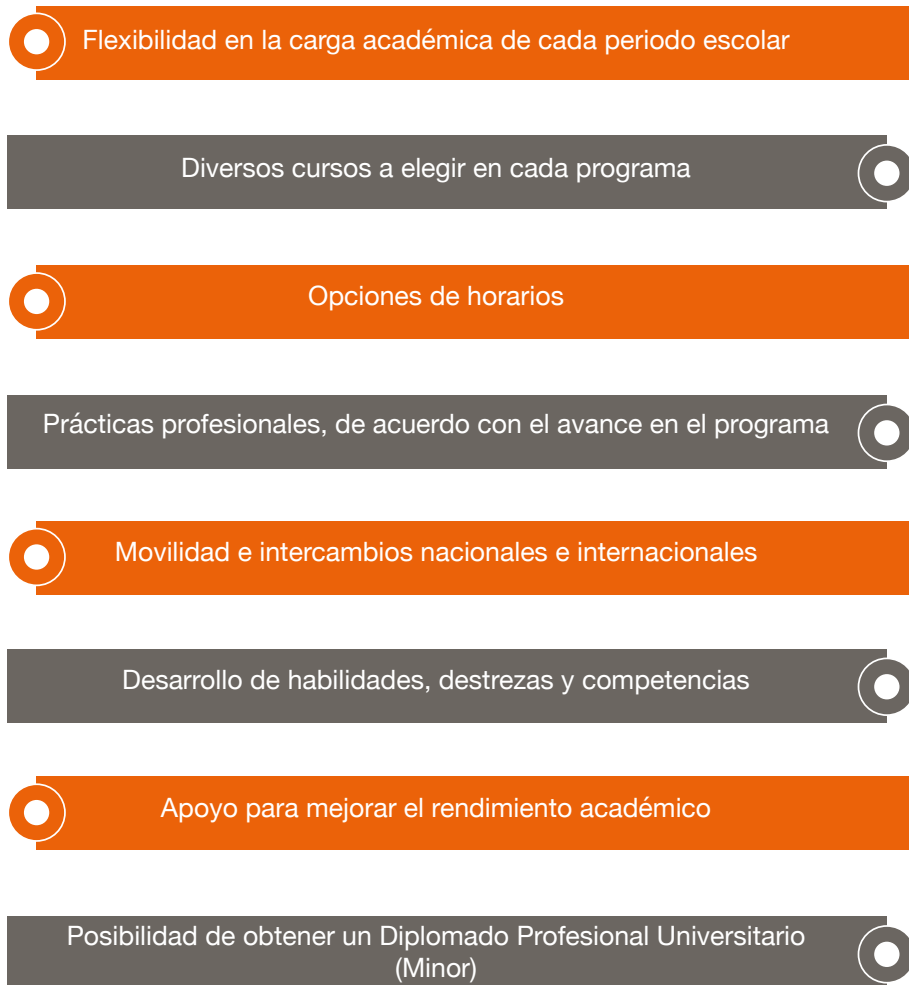 Flexibilidad en la carga académica de cada periodo escolar
Diversos cursos a elegir en cada programa
Opciones de horarios
Prácticas profesionales, de acuerdo con el avance en el programa
Movilidad e intercambios nacionales e internacionales
Desarrollo de habilidades, destrezas y competencias
Apoyo para mejorar el rendimiento académico
Posibilidad de obtener un Diplomado Profesional Universitario
(Minor)